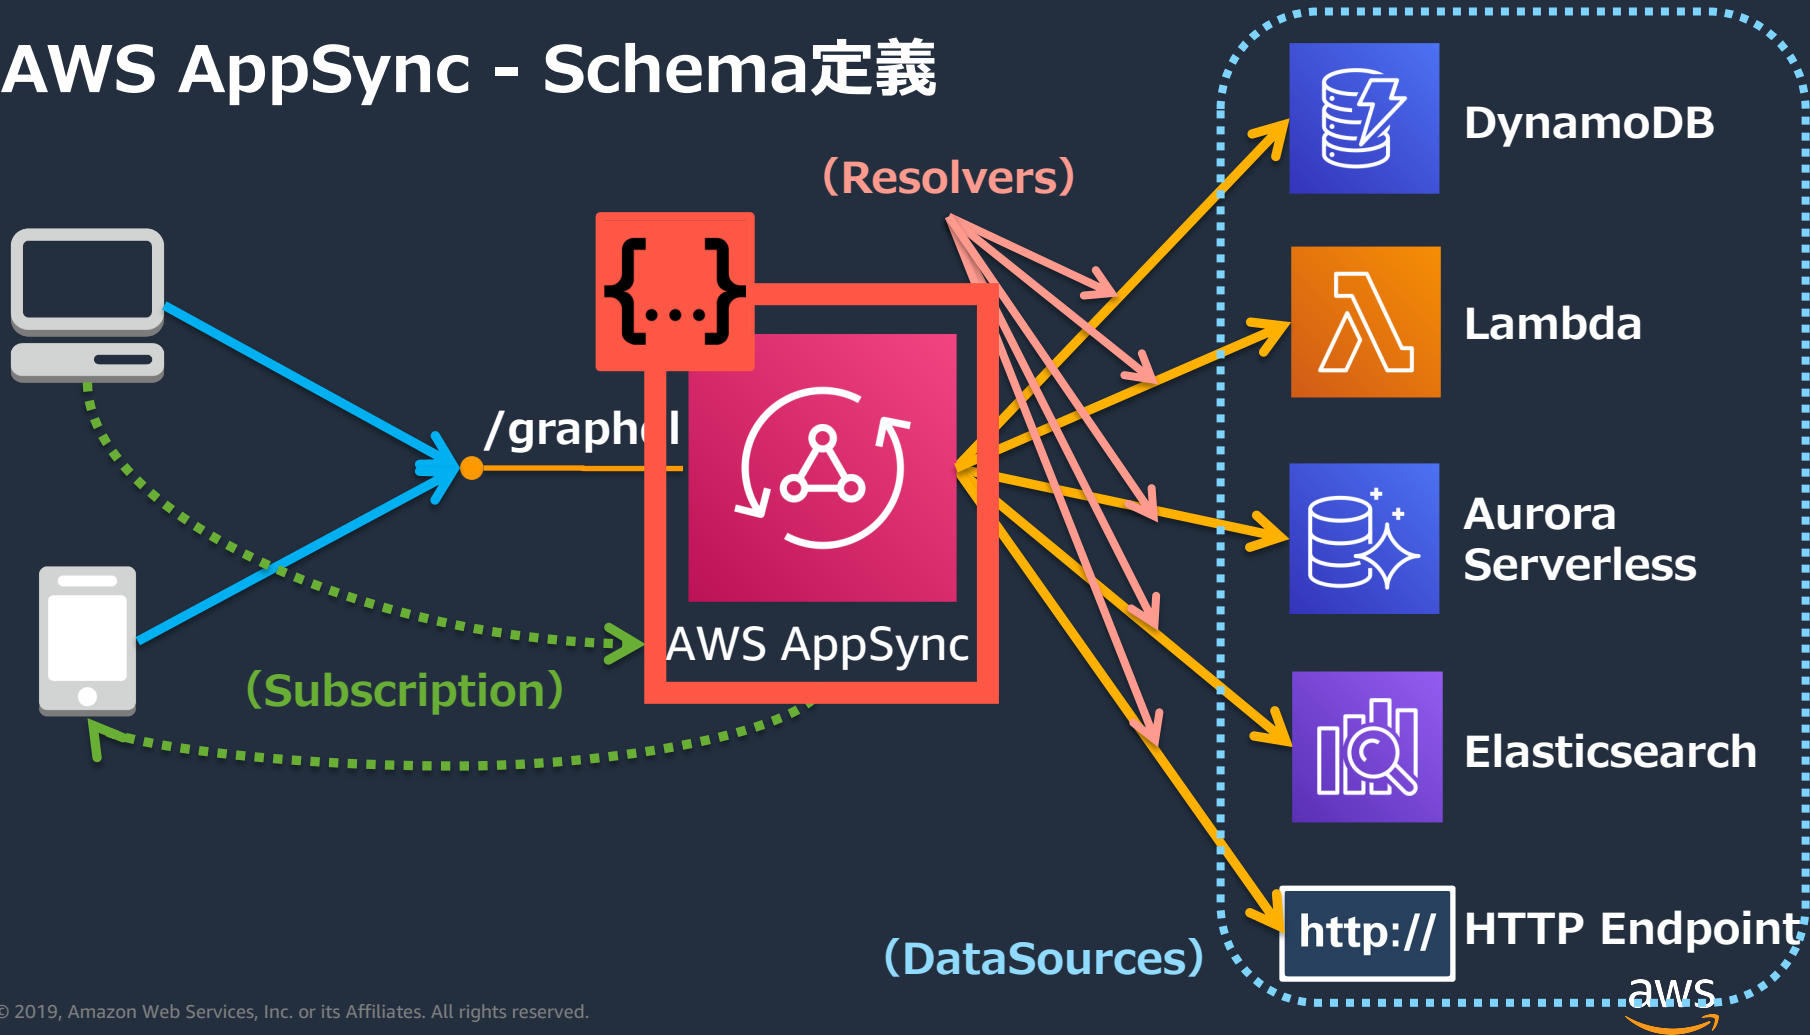 AWS AppSync - Schema定義
(Resolvers)
{...}
/graphql
AWS AppSync
(Subscription)
DynamoDB
Lambda
Aurora
Serverless
Elasticsearch
http://
HTTP Endpoint
(DataSources)
aws
© 2019, Amazon Web Services, Inc. or its Affiliates. All rights reserved.